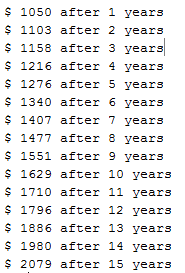 $ 1050 after 1 years
$ 1103 after 2 years
$ 1158 after 3 years
$ 1216 after 4 years
$ 1276 after 5 years
$ 1340 after 6 years
$ 1407 after 7 years
$ 1477 after 8 years
$ 1551 after 9 years
$ 1629 after 10 years
$ 1710 after 11 years
$ 1796 after 12 years
$ 1886 after 13 years
$ 1980 after 14 years
$ 2079 after 15 years